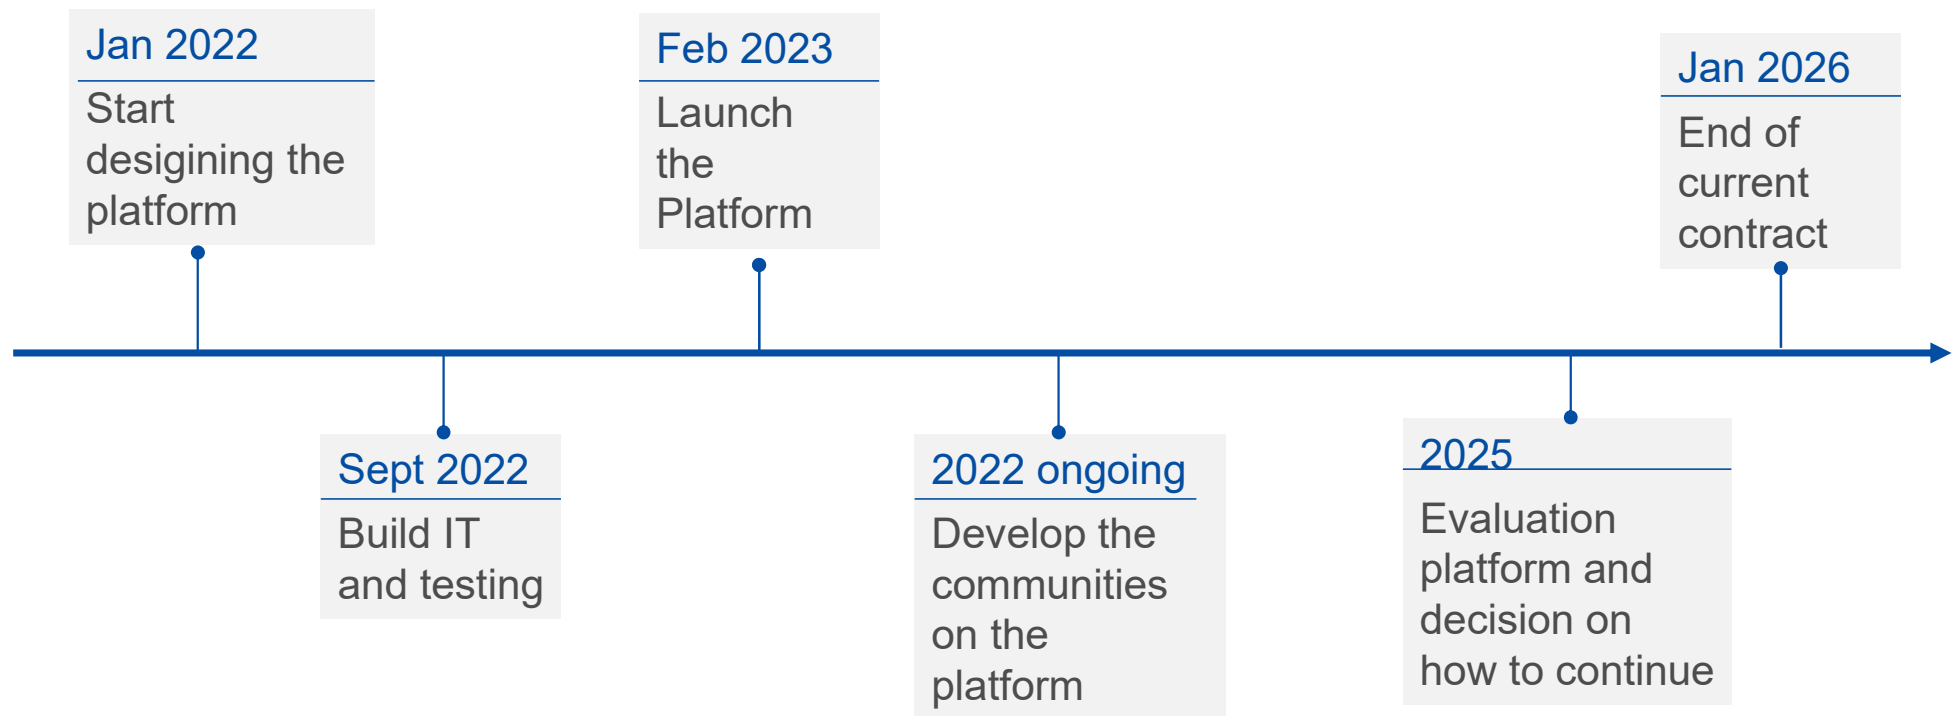 Jan 2022
Start
desigining the
platform
Sept 2022
Build IT
and testing
Feb 2023
Launch
the
Platform
2022 ongoing
Develop the
communities
on the
platform
2025
Evaluation
platform and
decision on
how to continue
Jan 2026
End of
current
contract